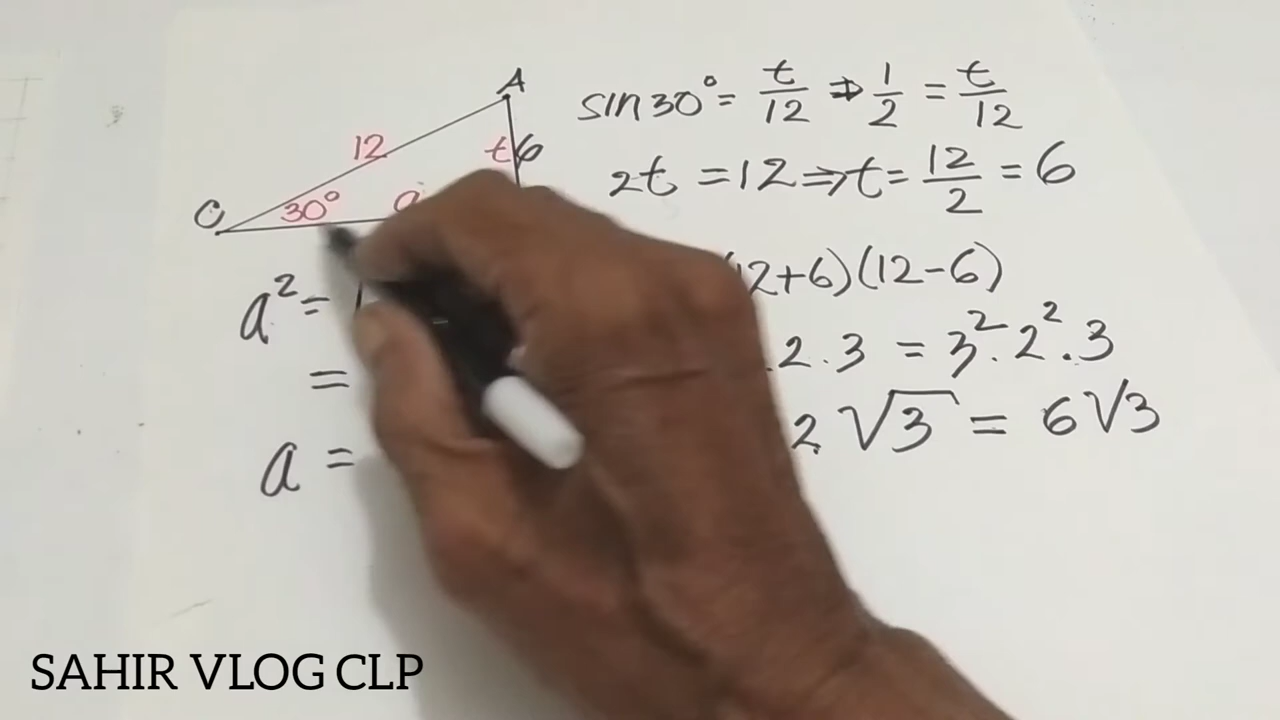 A
12
t 6
O 30° a
sin30° = t/12 ⇒ 1/2 = t/12
2t = 12 ⇒ t = 12/2 = 6
a² = (12+6)(12-6)
= .2.3 = 3².2².3
a = 2√3 = 6√3
SAHIR VLOG CLP